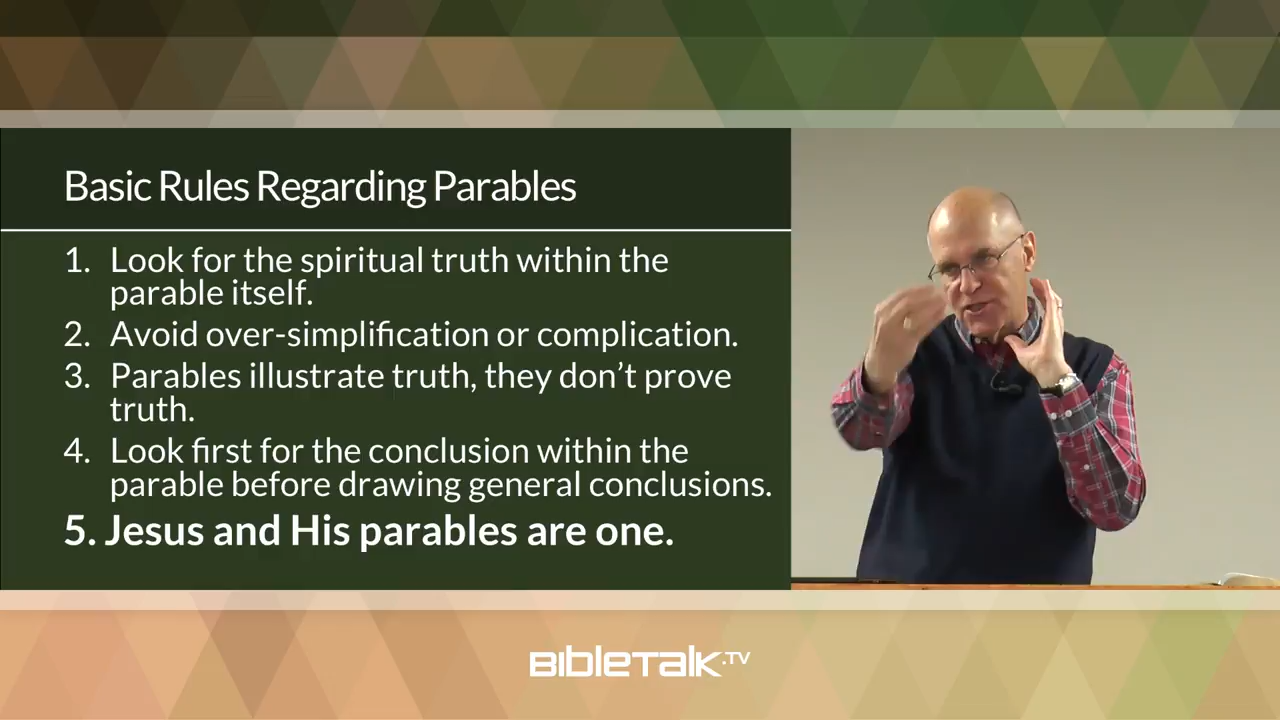 Basic Rules Regarding Parables
1. Look for the spiritual truth within the
parable itself.
2. Avoid over-simplification or complication.
3. Parables illustrate truth, they don’t prove
truth.
4. Look first for the conclusion within the
parable before drawing general conclusions.
5. Jesus and His parables are one.
BIBLETALK.TV